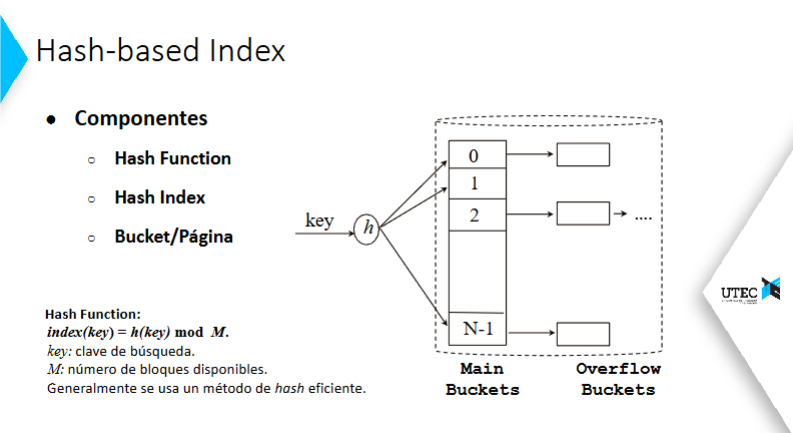 Hash-based Index
● Componentes
○ Hash Function
○ Hash Index
○ Bucket/Página
Hash Function:
index(key) = h(key) mod M.
key: clave de búsqueda.
M: número de bloques disponibles.
Generalmente se usa un método de hash eficiente.
key
h
0
1
2
....
N-1
Main
Buckets
Overflow
Buckets
UTEC